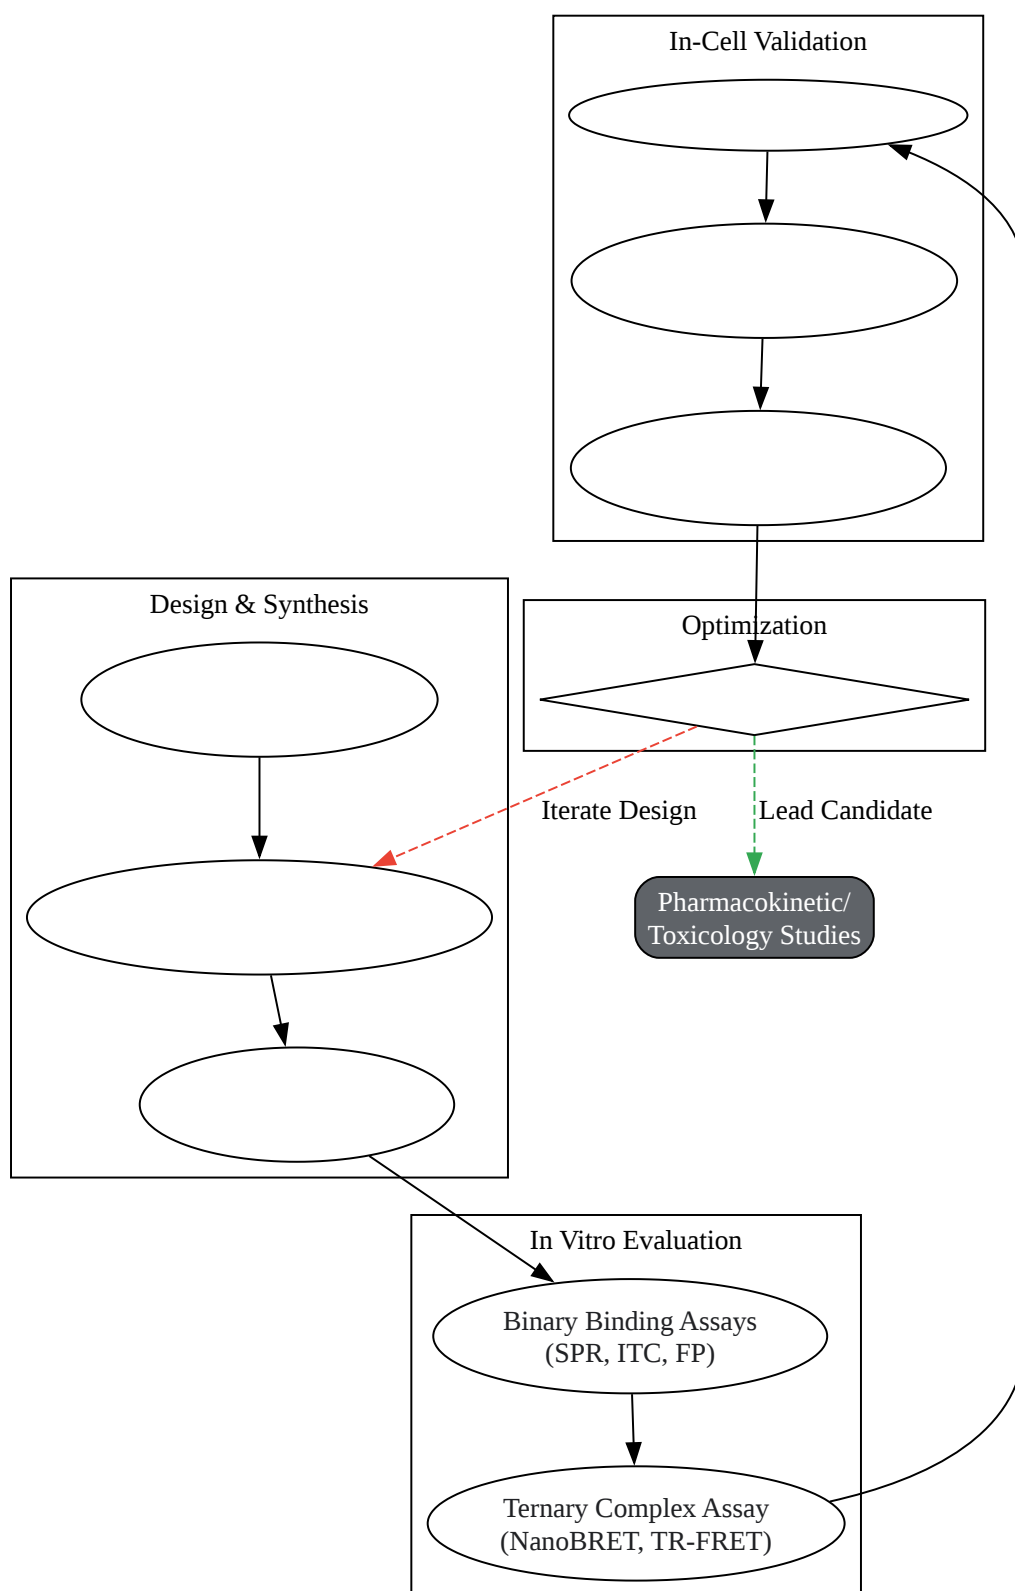 In-Cell Validation
Design & Synthesis
Optimization
Iterate Design
Lead Candidate
Pharmacokinetic/
Toxicology Studies
In Vitro Evaluation
Binary Binding Assays
(SPR, ITC, FP)
Ternary Complex Assay
(NanoBRET, TR-FRET)